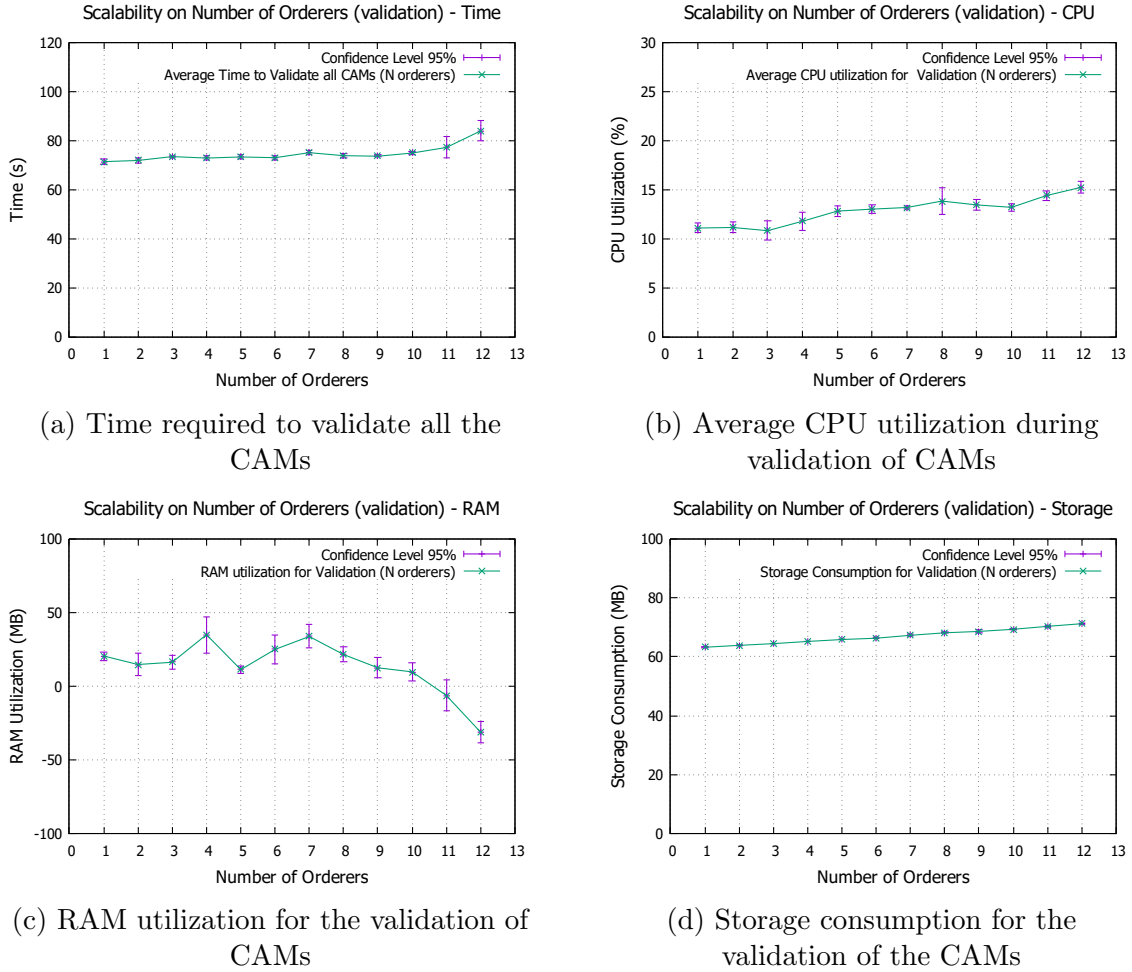 Scalability on Number of Orderers (validation) - Time
120
100
80
60
40
20
0
Time (s)
Confidence Level 95%
Average Time to Validate all CAMs (N orderers)
0 1 2 3 4 5 6 7 8 9 10 11 12 13
Number of Orderers
(a) Time required to validate all the
CAMs
Scalability on Number of Orderers (validation) - CPU
30
25
20
15
10
5
0
CPU Utilization (%)
Confidence Level 95%
Average CPU utilization for Validation (N orderers)
0 1 2 3 4 5 6 7 8 9 10 11 12 13
Number of Orderers
(b) Average CPU utilization during
validation of CAMs
Scalability on Number of Orderers (validation) - RAM
100
50
0
-50
-100
RAM Utilization (MB)
Confidence Level 95%
RAM utilization for Validation (N orderers)
0 1 2 3 4 5 6 7 8 9 10 11 12 13
Number of Orderers
(c) RAM utilization for the validation of
CAMs
Scalability on Number of Orderers (validation) - Storage
100
80
60
40
20
0
Storage Consumption (MB)
Confidence Level 95%
Storage Consumption for Validation (N orderers)
0 1 2 3 4 5 6 7 8 9 10 11 12 13
Number of Orderers
(d) Storage consumption for the
validation of the CAMs